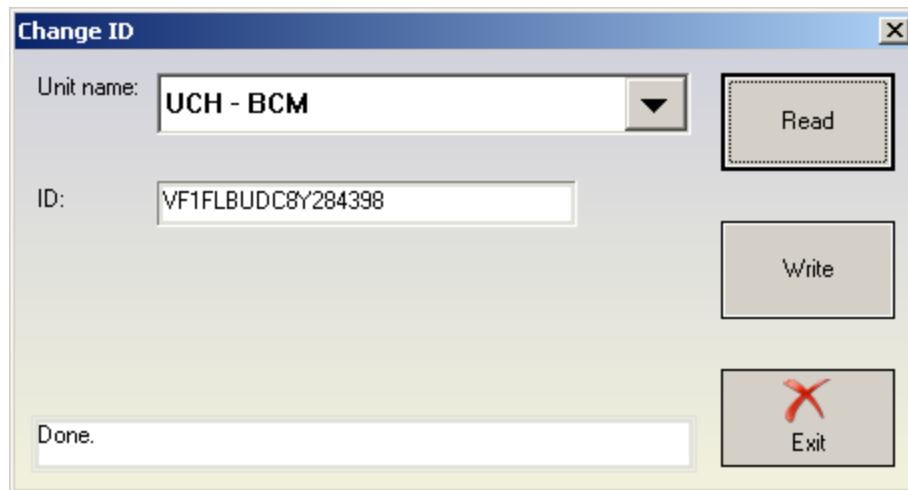 Change ID
Unit name:
UCH - BCM
Read
ID:
VF1FLBUDC8Y284398
Write
Done.
Exit